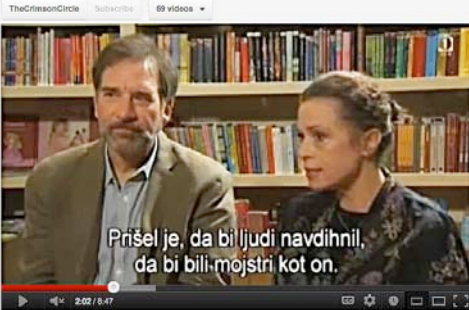 TheCrimsonCircle Subscribe 69 videos
Prišel je, da bi ljudi navdihnil,
da bi bili mojstri kot on.
2:02 / 8:47